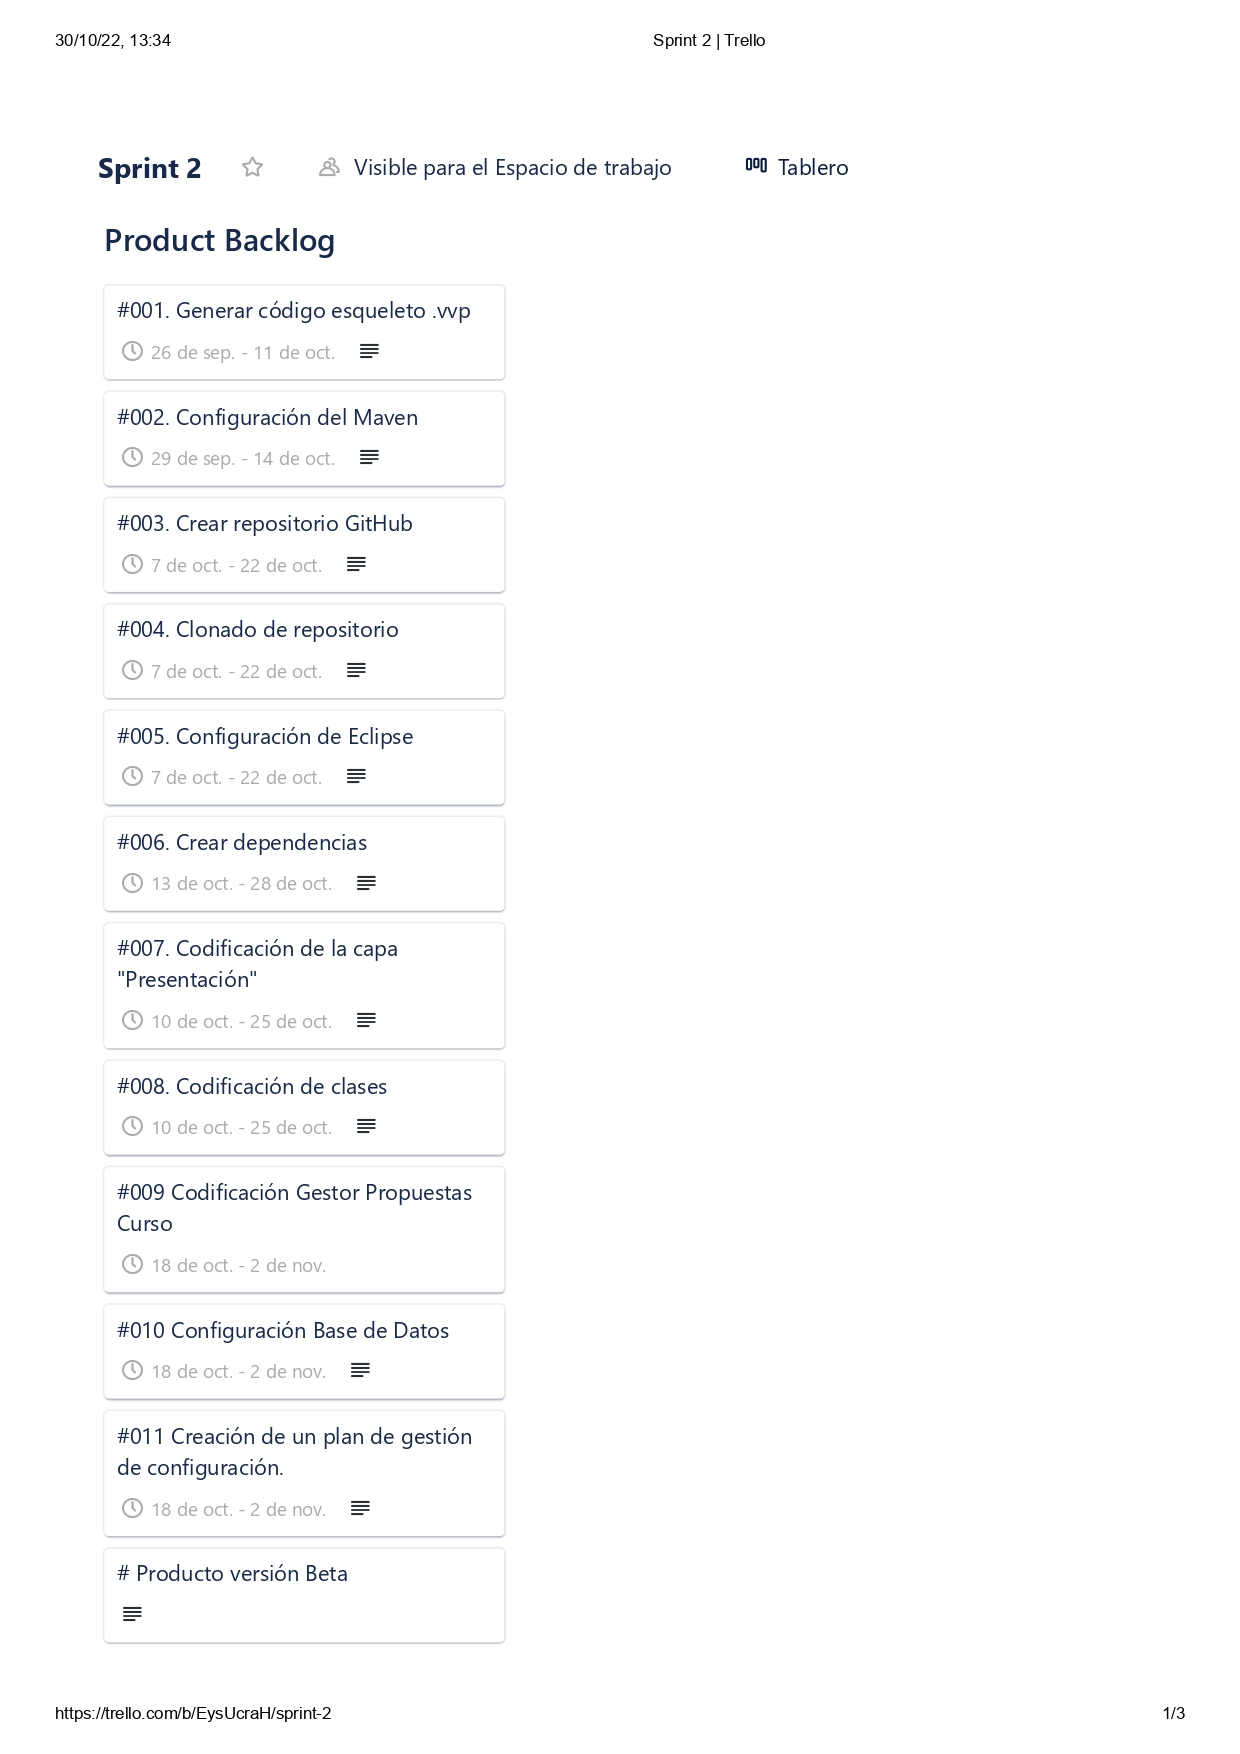 30/10/22, 13:34
Sprint 2 | Trello
Sprint 2
Visible para el Espacio de trabajo
Tablero
Product Backlog
#001. Generar código esqueleto .vvp
26 de sep. - 11 de oct.
#002. Configuración del Maven
29 de sep. - 14 de oct.
#003. Crear repositorio GitHub
7 de oct. - 22 de oct.
#004. Clonado de repositorio
7 de oct. - 22 de oct.
#005. Configuración de Eclipse
7 de oct. - 22 de oct.
#006. Crear dependencias
13 de oct. - 28 de oct.
#007. Codificación de la capa
"Presentación"
10 de oct. - 25 de oct.
#008. Codificación de clases
10 de oct. - 25 de oct.
#009 Codificación Gestor Propuestas
Curso
18 de oct. - 2 de nov.
#010 Configuración Base de Datos
18 de oct. - 2 de nov.
#011 Creación de un plan de gestión
de configuración.
18 de oct. - 2 de nov.
# Producto versión Beta
https://trello.com/b/EysUcraH/sprint-2
1/3